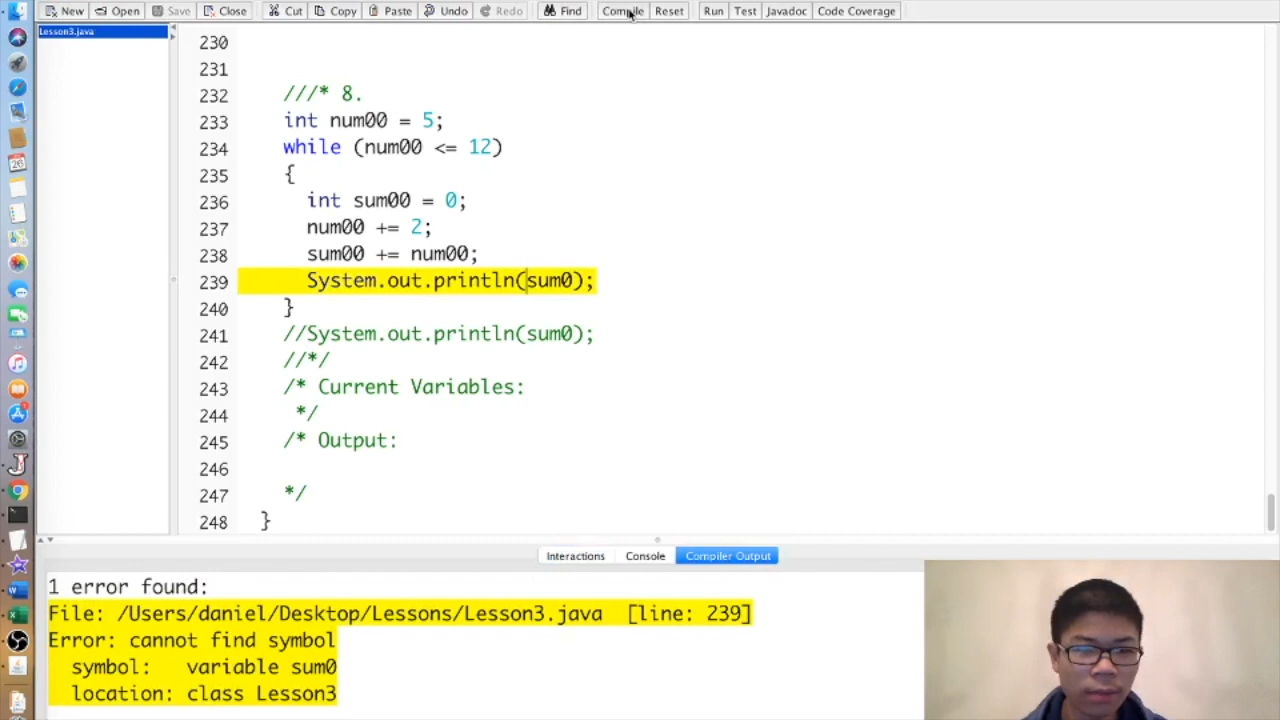 New Open Save Close Cut Copy Paste Undo Redo Find Compile Reset Run Test Javadoc Code Coverage
Lesson3.java
230
231
232 ///* 8.
233 int num00 = 5;
234 while (num00 <= 12)
235 {
236 int sum00 = 0;
237 num00 += 2;
238 sum00 += num00;
239 System.out.println(sum0);
240 }
241 //System.out.println(sum0);
242 //*/
243 /* Current Variables:
244 */
245 /* Output:
246
247 */
248 }
Interactions Console Compiler Output
1 error found:
File: /Users/daniel/Desktop/Lessons/Lesson3.java [line: 239]
Error: cannot find symbol
symbol: variable sum0
location: class Lesson3